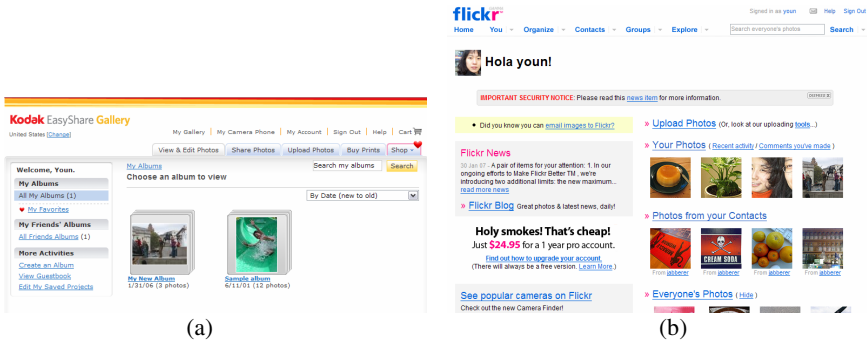 Kodak EasyShare Gallery
United States [Change]
My Gallery | My Camera Phone | My Account | Sign Out | Help | Cart
View & Edit Photos Share Photos Upload Photos Buy Prints Shop
Welcome, Youn.
My Albums
All My Albums (1)
My Favorites
My Friends' Albums
All Friends Albums (1)
More Activities
Create an Album
View Guestbook
Edit My Saved Projects
My Albums
Search my albums Search
Choose an album to view
By Date (new to old)
My New Album
1/31/06 (3 photos)
Sample album
6/11/01 (12 photos)
(a)
flickr
Signed in as youn Help Sign Out
Home You Organize Contacts Groups Explore
Search everyone's photos Search
Hola youn!
IMPORTANT SECURITY NOTICE: Please read this news item for more information.
• Did you know you can email images to Flickr?
Flickr News
30 Jan 07 - A pair of items for your attention: 1. In our
ongoing efforts to Make Flickr Better TM , we're
introducing two additional limits: the new maximum...
read more news
» Flickr Blog Great photos & latest news, daily!
Holy smokes! That's cheap!
Just $24.95 for a 1 year pro account.
Find out how to upgrade your account.
(There will always be a free version. Learn More.)
See popular cameras on Flickr
Check out the new Camera Finder!
» Upload Photos (Or, look at our uploading tools...)
» Your Photos ( Recent activity / Comments you've made )
» Photos from your Contacts
CREAM SODA
From jabberer From jabberer From jabberer From jabberer
» Everyone's Photos ( Hide )
(b)